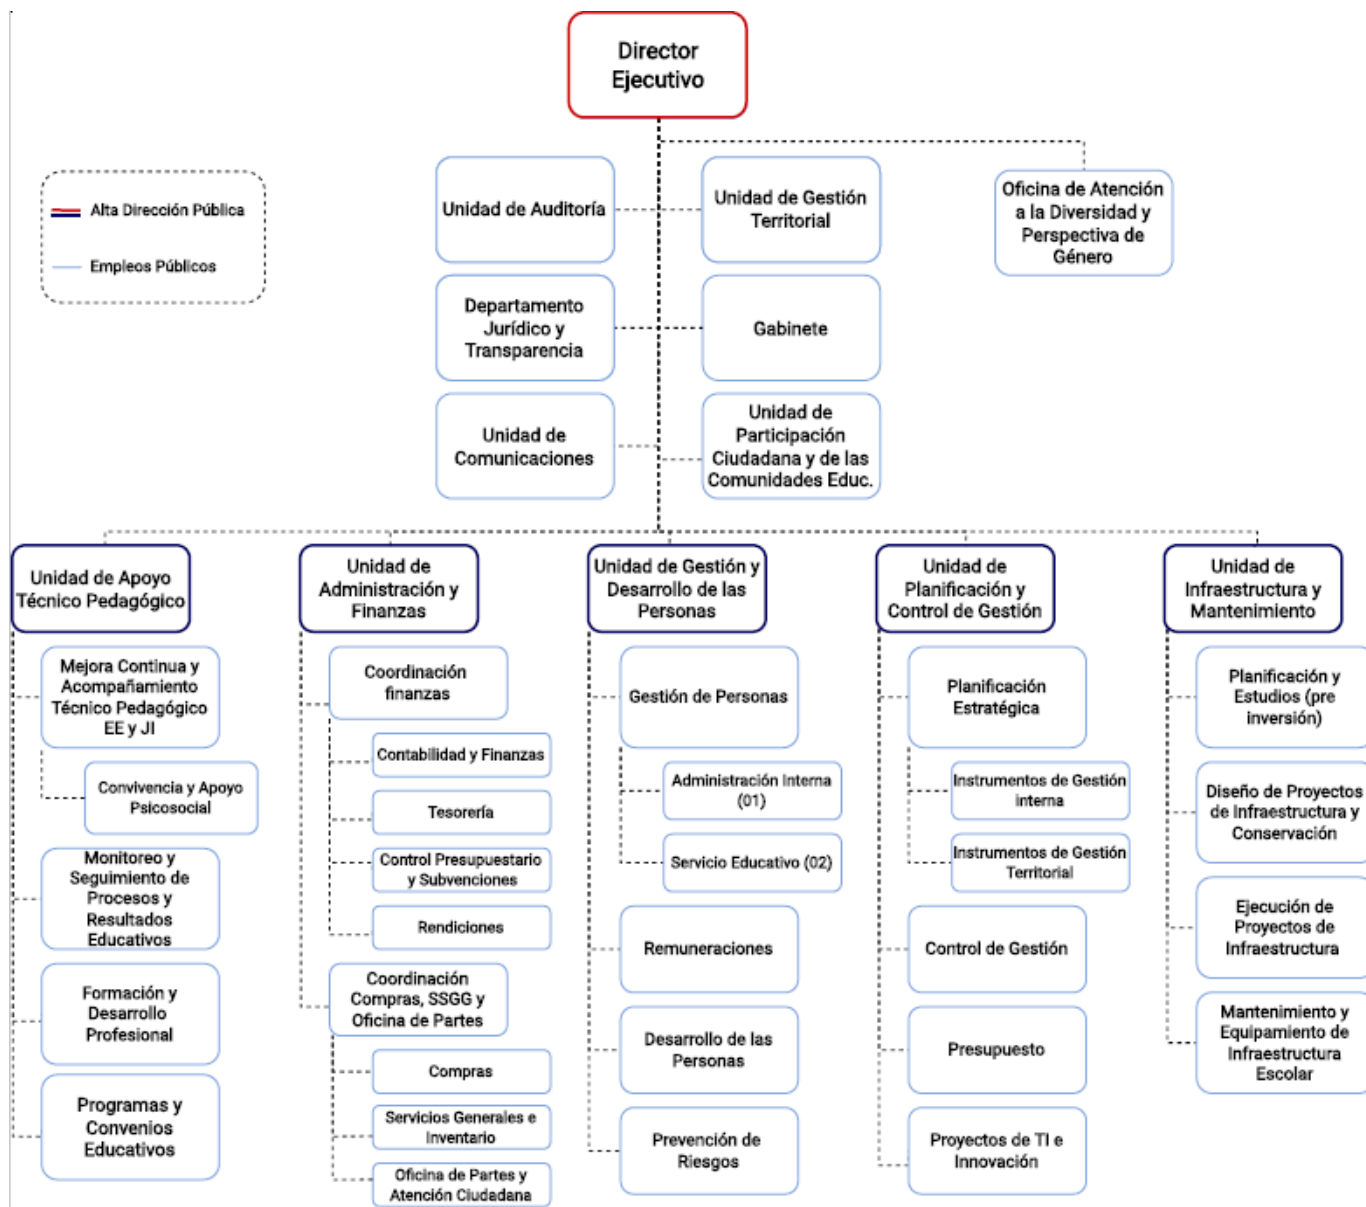 Director
Ejecutivo
Alta Dirección Pública
Empleos Públicos
Unidad de Auditoría
Unidad de Gestión
Territorial
Oficina de Atención
a la Diversidad y
Perspectiva de
Género
Departamento
Jurídico y
Transparencia
Gabinete
Unidad de
Comunicaciones
Unidad de
Participación
Ciudadana y de las
Comunidades Educ.
Unidad de Apoyo
Técnico Pedagógico
Mejora Continua y
Acompañamiento
Técnico Pedagógico
EE y JI
Convivencia y Apoyo
Psicosocial
Monitoreo y
Seguimiento de
Procesos y
Resultados
Educativos
Formación y
Desarrollo
Profesional
Programas y
Convenios
Educativos
Unidad de
Administración y
Finanzas
Coordinación
finanzas
Contabilidad y Finanzas
Tesorería
Control Presupuestario
y Subvenciones
Rendiciones
Coordinación
Compras, SSGG y
Oficina de Partes
Compras
Servicios Generales e
Inventario
Oficina de Partes y
Atención Ciudadana
Unidad de Gestión y
Desarrollo de las
Personas
Gestión de Personas
Administración Interna
(01)
Servicio Educativo (02)
Remuneraciones
Desarrollo de las
Personas
Prevención de
Riesgos
Unidad de
Planificación y
Control de Gestión
Planificación
Estratégica
Instrumentos de Gestión
Interna
Instrumentos de Gestión
Territorial
Control de Gestión
Presupuesto
Proyectos de TI e
Innovación
Unidad de
Infraestructura y
Mantenimiento
Planificación y
Estudios (pre
inversión)
Diseño de Proyectos
de Infraestructura y
Conservación
Ejecución de
Proyectos de
Infraestructura
Mantenimiento y
Equipamiento de
Infraestructura
Escolar